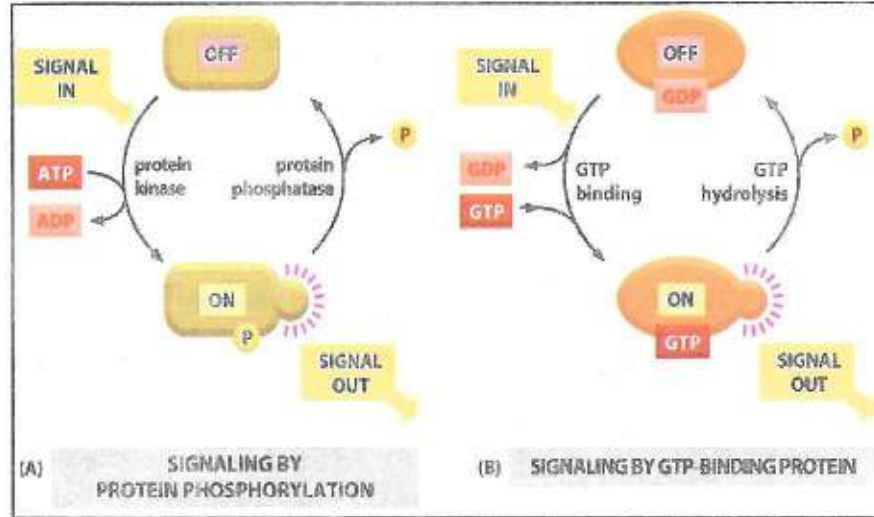 OFF
SIGNAL
IN
ATP
ADP
protein
kinase
protein
phosphatase
P
ON
P
SIGNAL
OUT
(A)
SIGNALING BY
PROTEIN PHOSPHORYLATION
OFF
GDP
SIGNAL
IN
GDP
GTP
GTP
binding
GTP
hydrolysis
P
ON
GTP
SIGNAL
OUT
(B)
SIGNALING BY GTP-BINDING PROTEIN